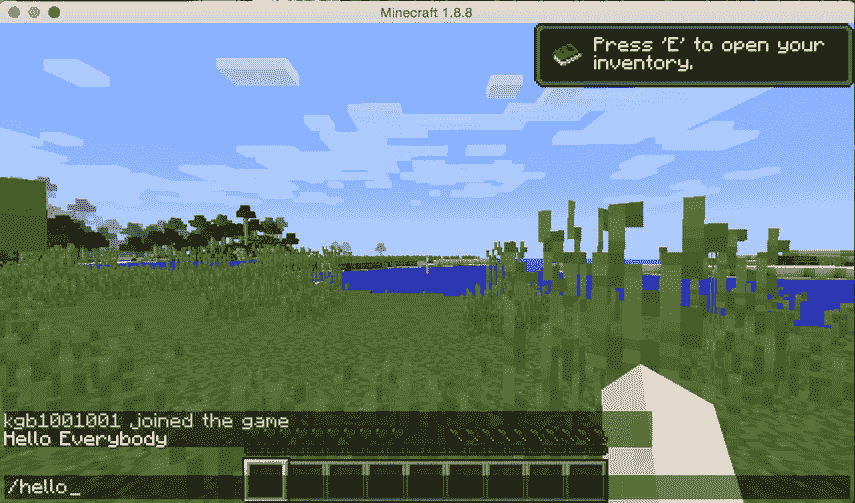 Minecraft 1.8.8
Press 'E' to open your
inventory.
kgb1001001 joined the game
Hello Everybody
/hello_